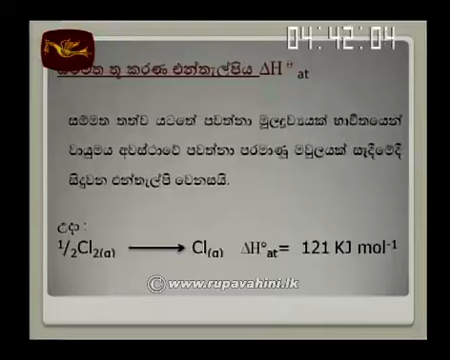 04:42:04
සම්මත කරණ එන්තැල්පිය ΔH° at
සම්මත තත්ව යටතේ පවත්නා මූලද්‍රව්‍යයක් භාවිතයෙන්
වායුමය අවස්ථාවේ පවත්නා පරමාණු මවුලයක් සෑදීමේදී
සිදුවන එන්තැල්පි වෙනසයි.
උදා :
1/2Cl2(g) ⟶ Cl(g) ΔH°at= 121 KJ mol-1
© www.rupavahini.lk